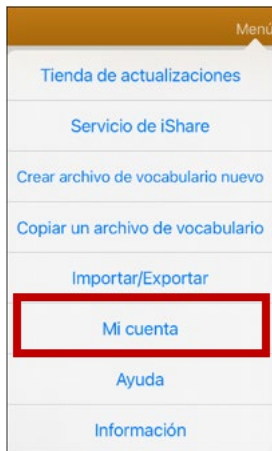 Menú
Tienda de actualizaciones
Servicio de iShare
Crear archivo de vocabulario nuevo
Copiar un archivo de vocabulario
Importar/Exportar
Mi cuenta
Ayuda
Información